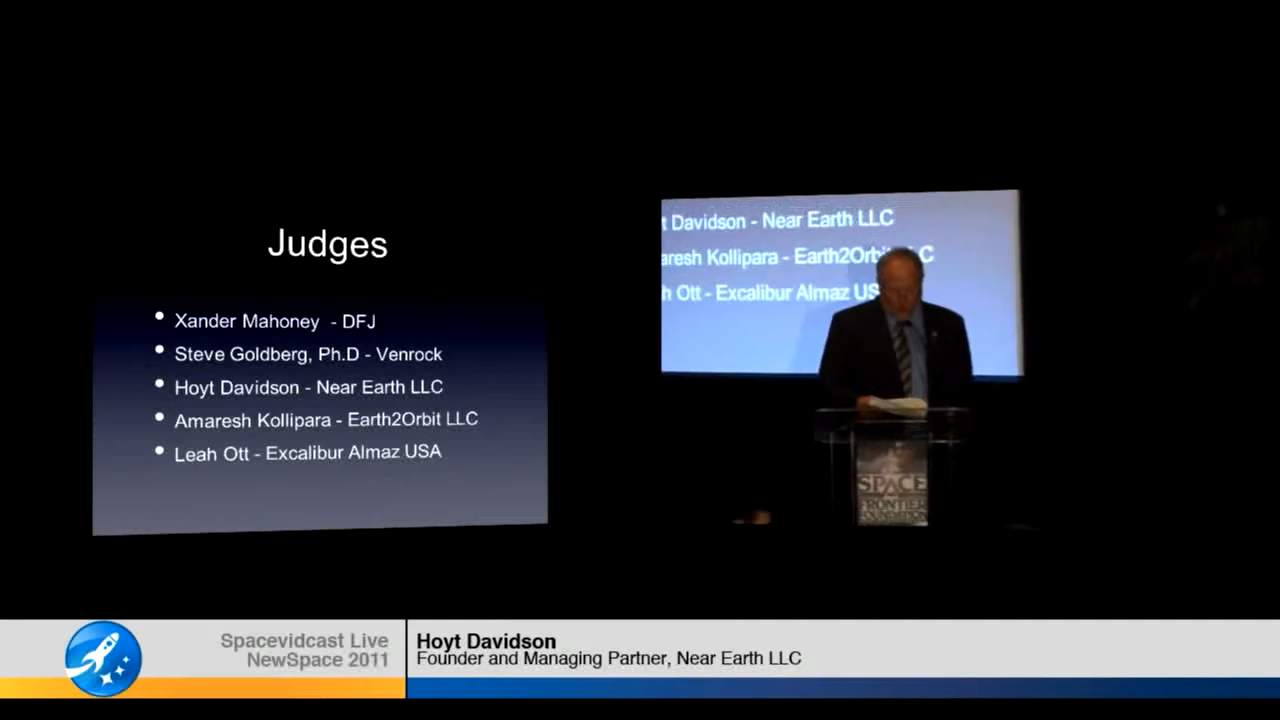 Judges
• Xander Mahoney - DFJ
• Steve Goldberg, Ph.D - Venrock
• Hoyt Davidson - Near Earth LLC
• Amaresh Kollipara - Earth2Orbit LLC
• Leah Ott - Excalibur Almaz USA
t Davidson - Near Earth LLC
aresh Kollipara - Earth2Orbit C
h Ott - Excalibur Almaz US
SPACE
FRONTIER
FOUNDATION
Spacevidcast Live
NewSpace 2011
Hoyt Davidson
Founder and Managing Partner, Near Earth LLC